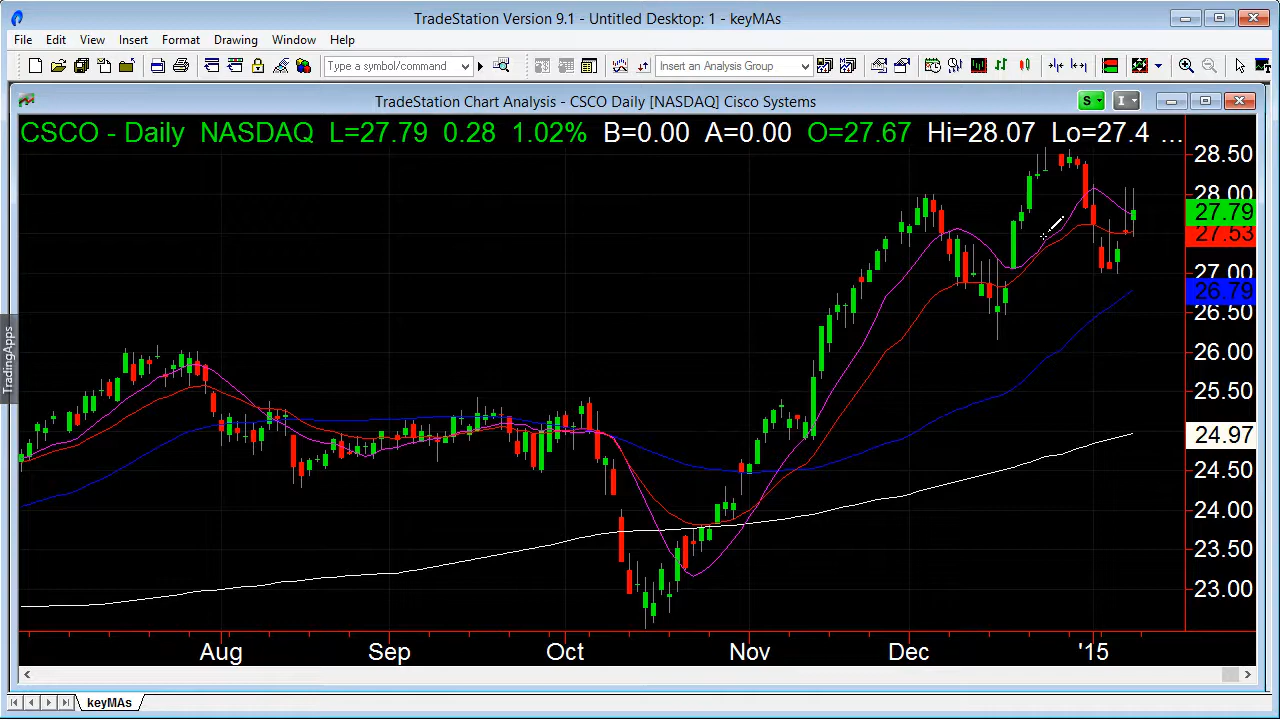 TradeStation Version 9.1 - Untitled Desktop: 1 - keyMAs
File Edit View Insert Format Drawing Window Help
Type a symbol/command Insert an Analysis Group
TradeStation Chart Analysis - CSCO Daily [NASDAQ] Cisco Systems S I
CSCO - Daily NASDAQ L=27.79 0.28 1.02% B=0.00 A=0.00 O=27.67 Hi=28.07 Lo=27.4 ...
28.50
28.00
27.79
27.53
27.00
26.79
26.50
26.00
TradingApps
25.50
24.97
24.50
24.00
23.50
23.00
Aug Sep Oct Nov Dec '15
keyMAs